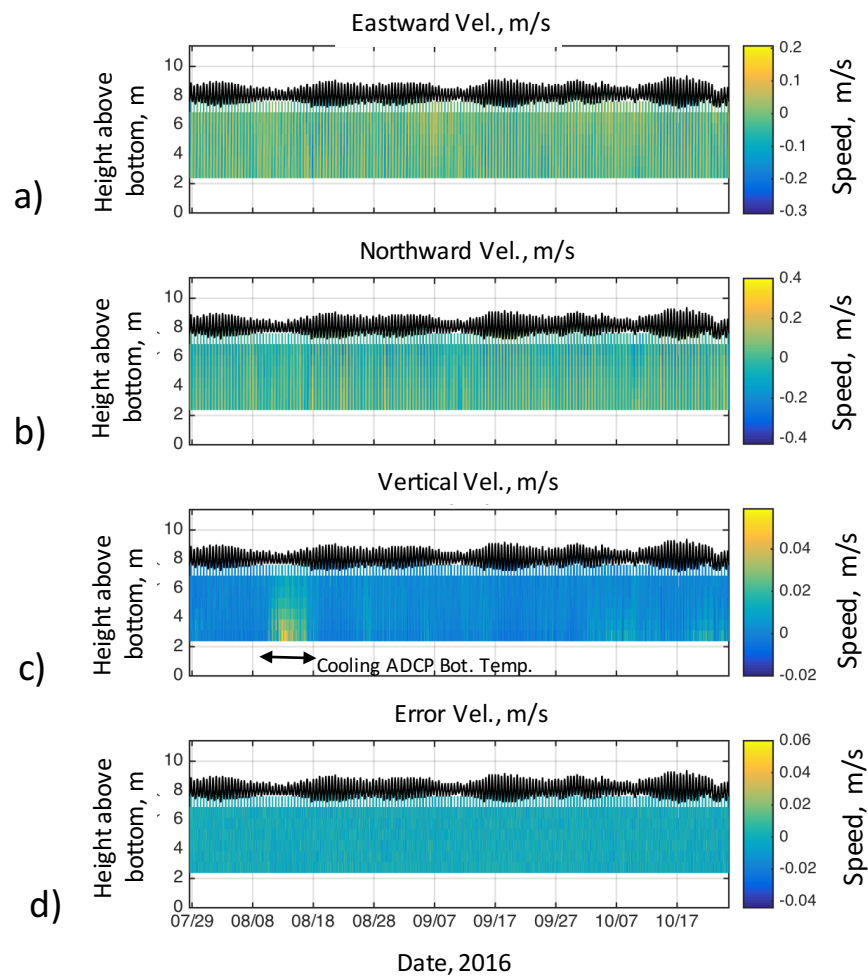 Eastward Vel., m/s
Height above
bottom, m
10
8
6
4
2
0
0.2
0.1
0
-0.1
-0.2
-0.3
Speed, m/s
a)
Northward Vel., m/s
Height above
bottom, m
10
8
6
4
2
0
0.4
0.2
0
-0.2
-0.4
Speed, m/s
b)
Vertical Vel., m/s
Height above
bottom, m
10
8
6
4
2
0
Cooling ADCP Bot. Temp.
0.04
0.02
0
-0.02
Speed, m/s
c)
Error Vel., m/s
Height above
bottom, m
10
8
6
4
2
0
0.06
0.04
0.02
0
-0.02
-0.04
Speed, m/s
d)
07/29 08/08 08/18 08/28 09/07 09/17 09/27 10/07 10/17
Date, 2016